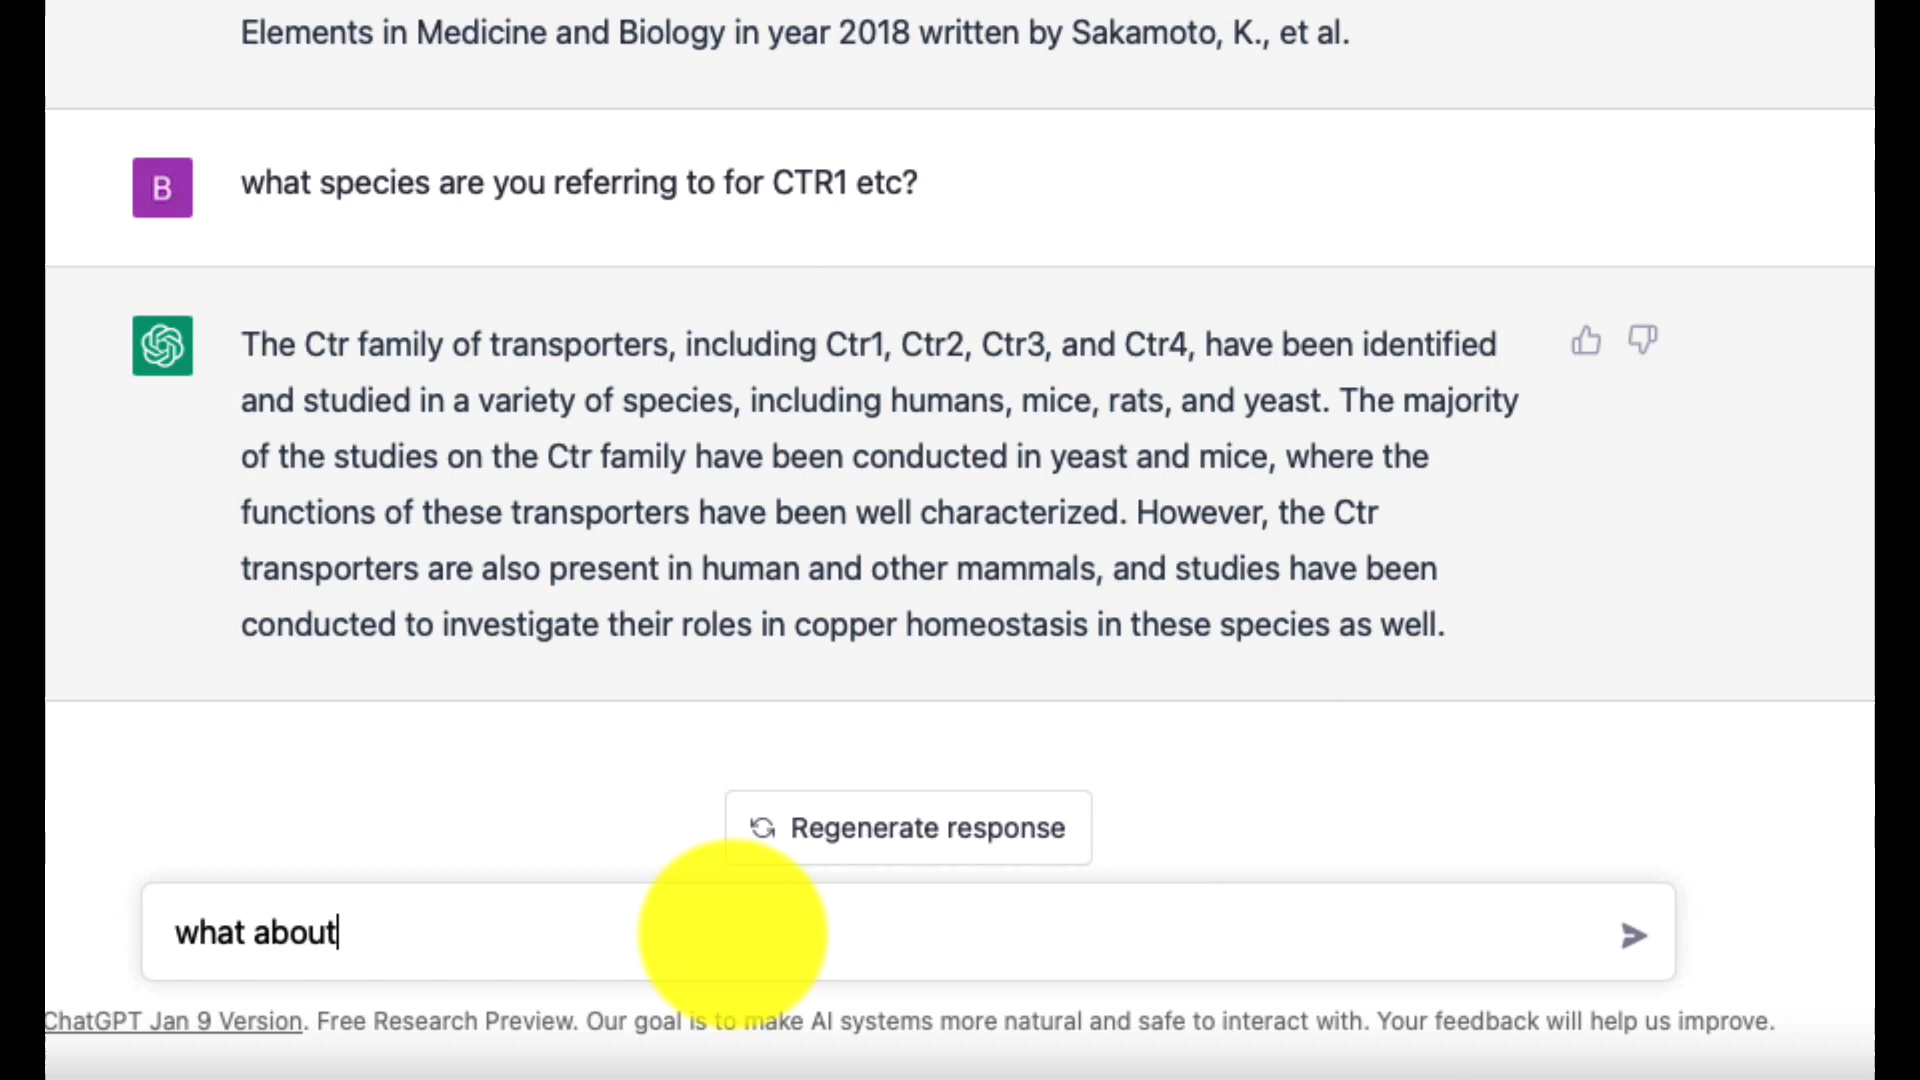 Elements in Medicine and Biology in year 2018 written by Sakamoto, K., et al.
B
what species are you referring to for CTR1 etc?
The Ctr family of transporters, including Ctr1, Ctr2, Ctr3, and Ctr4, have been identified
and studied in a variety of species, including humans, mice, rats, and yeast. The majority
of the studies on the Ctr family have been conducted in yeast and mice, where the
functions of these transporters have been well characterized. However, the Ctr
transporters are also present in human and other mammals, and studies have been
conducted to investigate their roles in copper homeostasis in these species as well.
Regenerate response
what about
ChatGPT Jan 9 Version. Free Research Preview. Our goal is to make AI systems more natural and safe to interact with. Your feedback will help us improve.